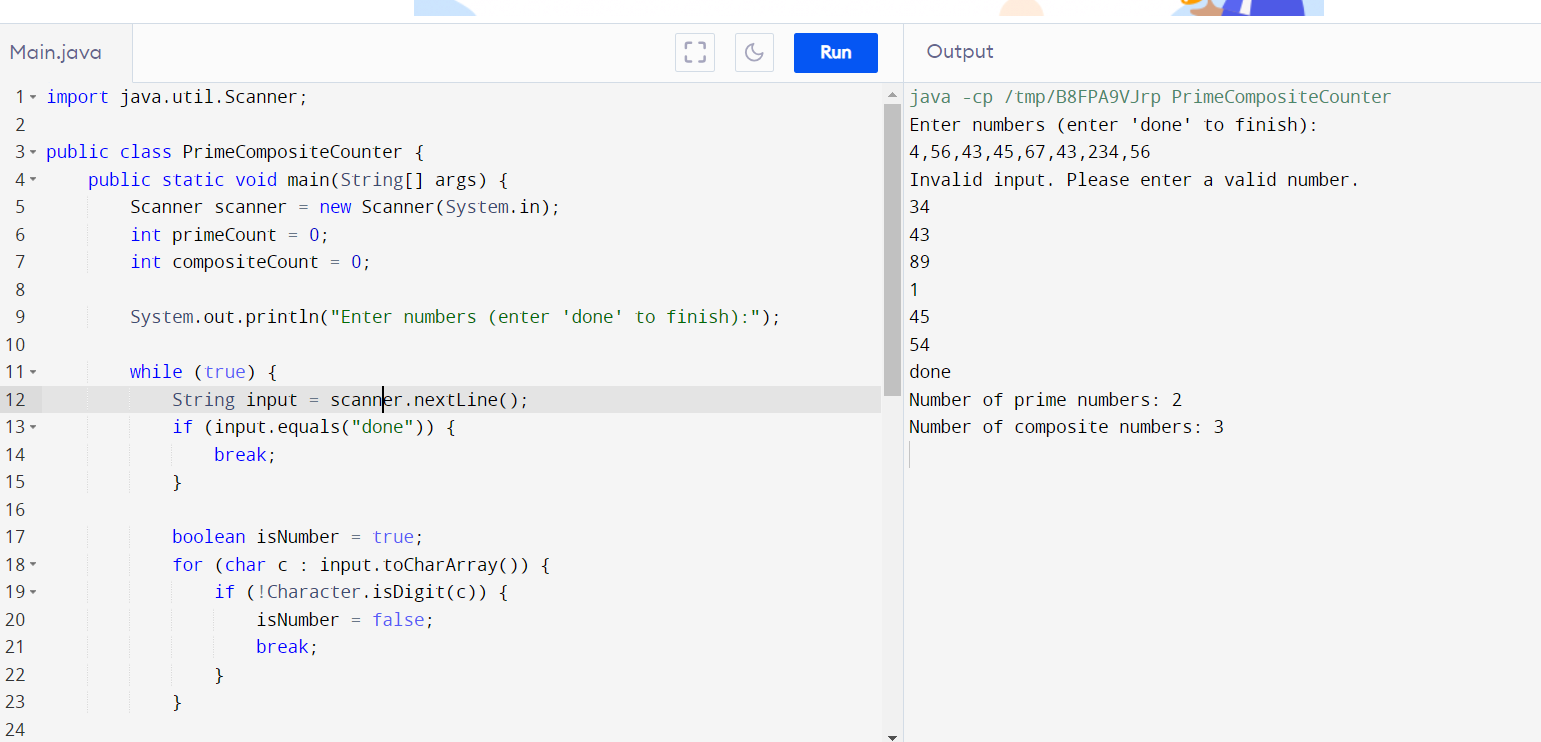 Main.java
Run
Output
1 import java.util.Scanner;
2
3 public class PrimeCompositeCounter {
4     public static void main(String[] args) {
5         Scanner scanner = new Scanner(System.in);
6         int primeCount = 0;
7         int compositeCount = 0;
8
9         System.out.println("Enter numbers (enter 'done' to finish):");
10
11         while (true) {
12             String input = scanner.nextLine();
13             if (input.equals("done")) {
14                 break;
15             }
16
17             boolean isNumber = true;
18             for (char c : input.toCharArray()) {
19                 if (!Character.isDigit(c)) {
20                     isNumber = false;
21                     break;
22                 }
23             }
24
java -cp /tmp/B8FPA9VJrp PrimeCompositeCounter
Enter numbers (enter 'done' to finish):
4,56,43,45,67,43,234,56
Invalid input. Please enter a valid number.
34
43
89
1
45
54
done
Number of prime numbers: 2
Number of composite numbers: 3